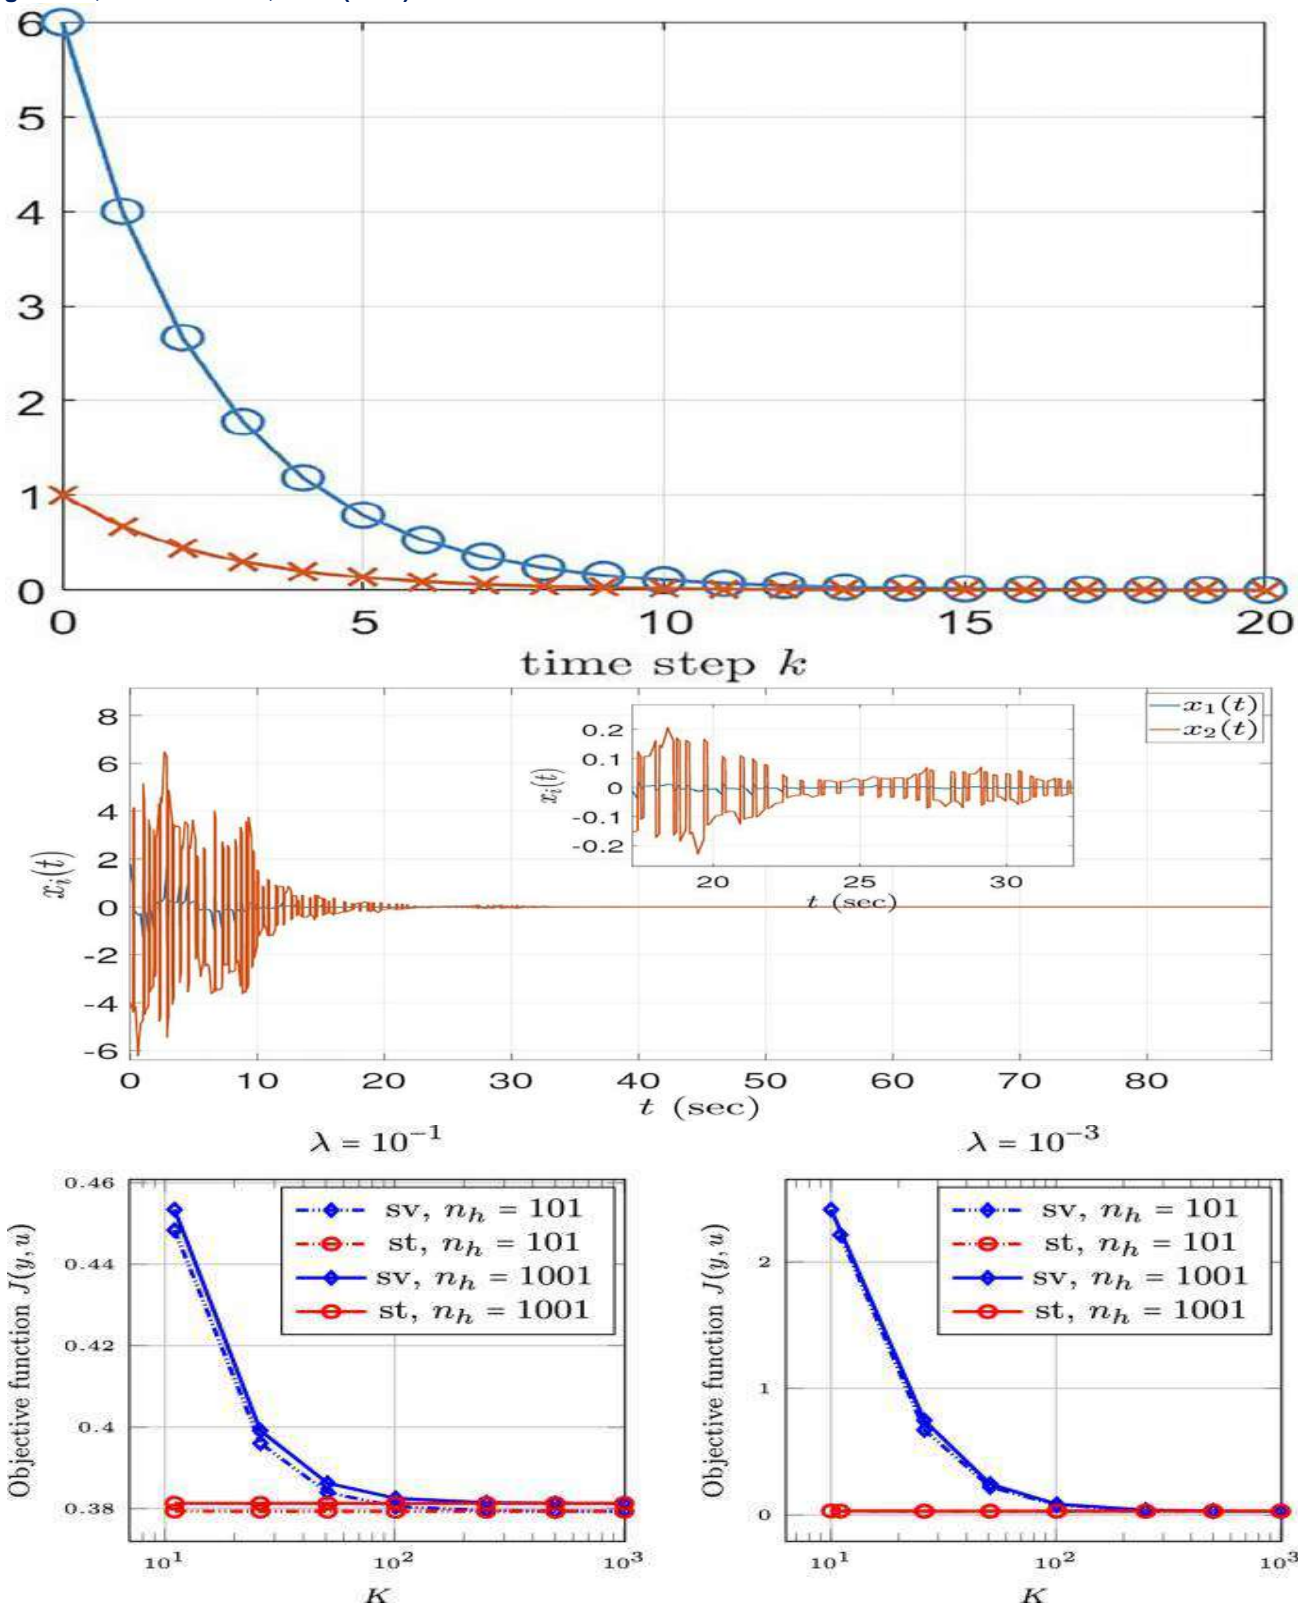 6
5
4
3
2
1
0
0 5 10 15 20
time step k
8
6
4
2
0
-2
-4
-6
x_i(t)
0.2
0.1
0
-0.1
-0.2
x_i(t)
20 25 30
t (sec)
x_1(t)
x_2(t)
0 10 20 30 40 50 60 70 80
t (sec)
λ = 10^{-1}
0.46
0.44
0.42
0.4
0.38
Objective function J(y, u)
sv, n_h = 101
st, n_h = 101
sv, n_h = 1001
st, n_h = 1001
10^1 10^2 10^3
K
λ = 10^{-3}
2
1
0
Objective function J(y, u)
sv, n_h = 101
st, n_h = 101
sv, n_h = 1001
st, n_h = 1001
10^1 10^2 10^3
K